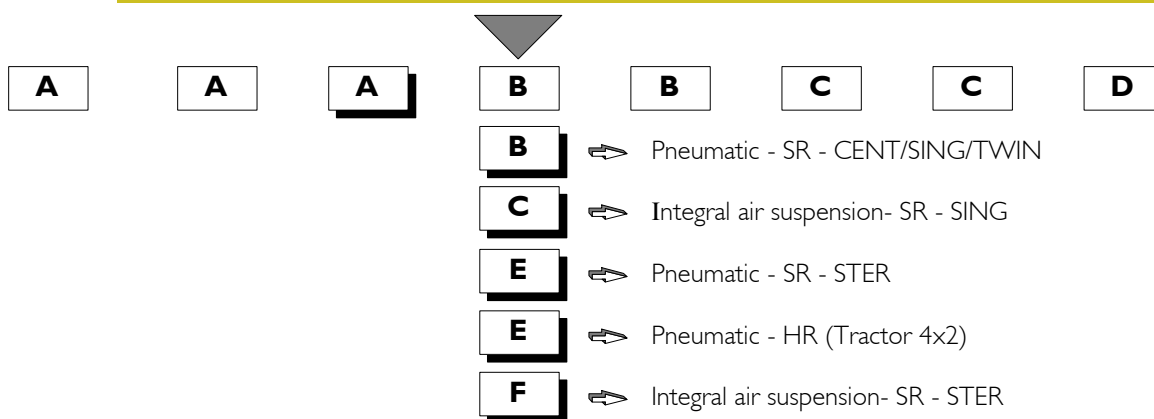 A A A B B C C D
B Pneumatic - SR - CENT/SING/TWIN
C Integral air suspension- SR - SING
E Pneumatic - SR - STER
E Pneumatic - HR (Tractor 4x2)
F Integral air suspension- SR - STER